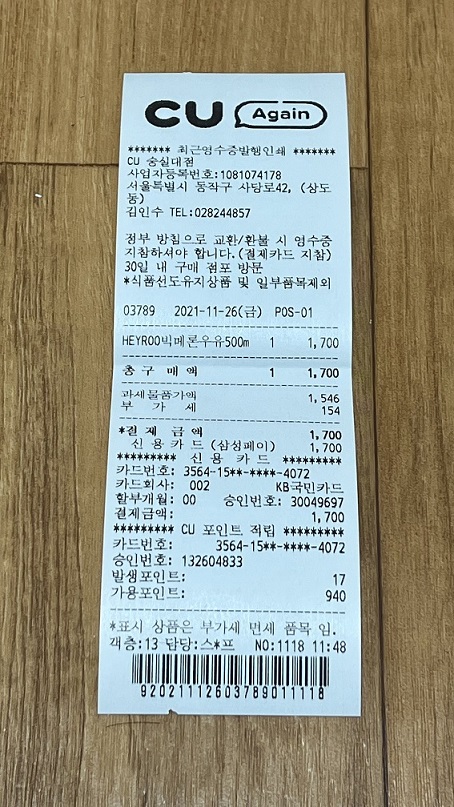 CU Again
******* 최근영수증발행인쇄 *******
CU 숭실대점
사업자등록번호:1081074178
서울특별시 동작구 사당로42, (상도
동)
김인수 TEL:028244857
정부 방침으로 교환/환불 시 영수증
지참하셔야 합니다.(결제카드 지참)
30일 내 구매 점포 방문
*식품선도유지상품 및 일부품목제외
03789 2021-11-26(금) POS-01
HEYROO빅메론우유500m 1 1,700
총 구 매 액 1 1,700
과세물품가액 1,546
부 가 세 154
*결 제 금 액 1,700
신 용 카 드 (삼성페이) 1,700
********* 신 용 카 드 *********
카드번호: 3564-15**-****-4072
카드회사: 002 KB국민카드
할부개월: 00 승인번호: 30049697
결제금액: 1,700
********* CU 포인트 적립 *********
카드번호: 3564-15**-****-4072
승인번호: 132604833
발생포인트: 17
가용포인트: 940
*표시 상품은 부가세 면세 품목 임.
객층:13 담당:스*프 NO:1118 11:48
92021112603789011118